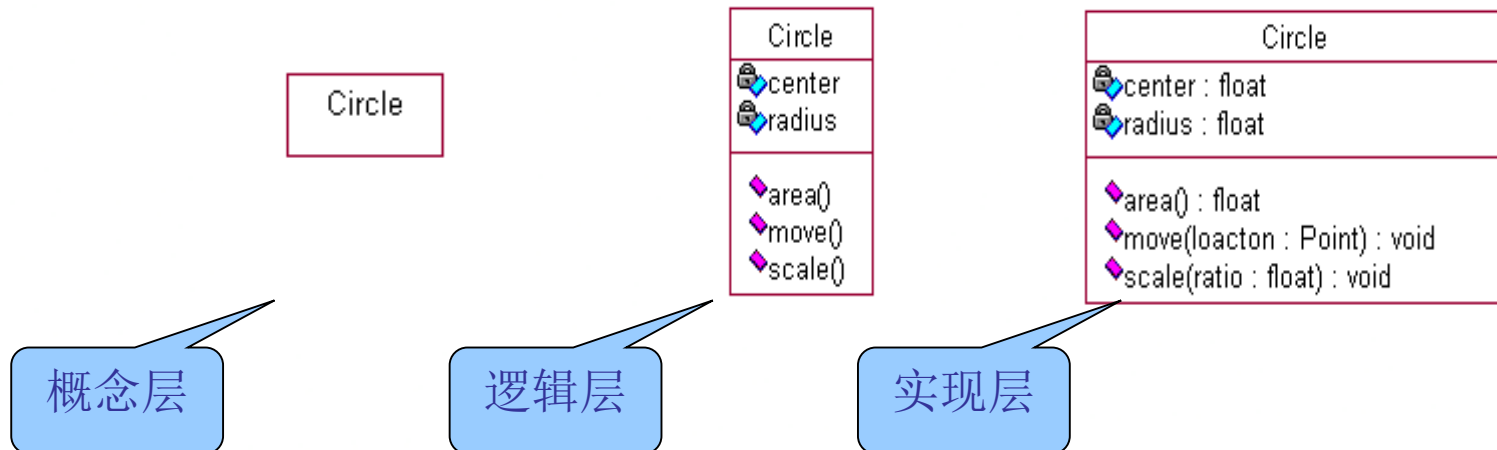 Circle
Circle
center
radius
area()
move()
scale()
Circle
center : float
radius : float
area() : float
move(loacton : Point) : void
scale(ratio : float) : void
概念层
逻辑层
实现层